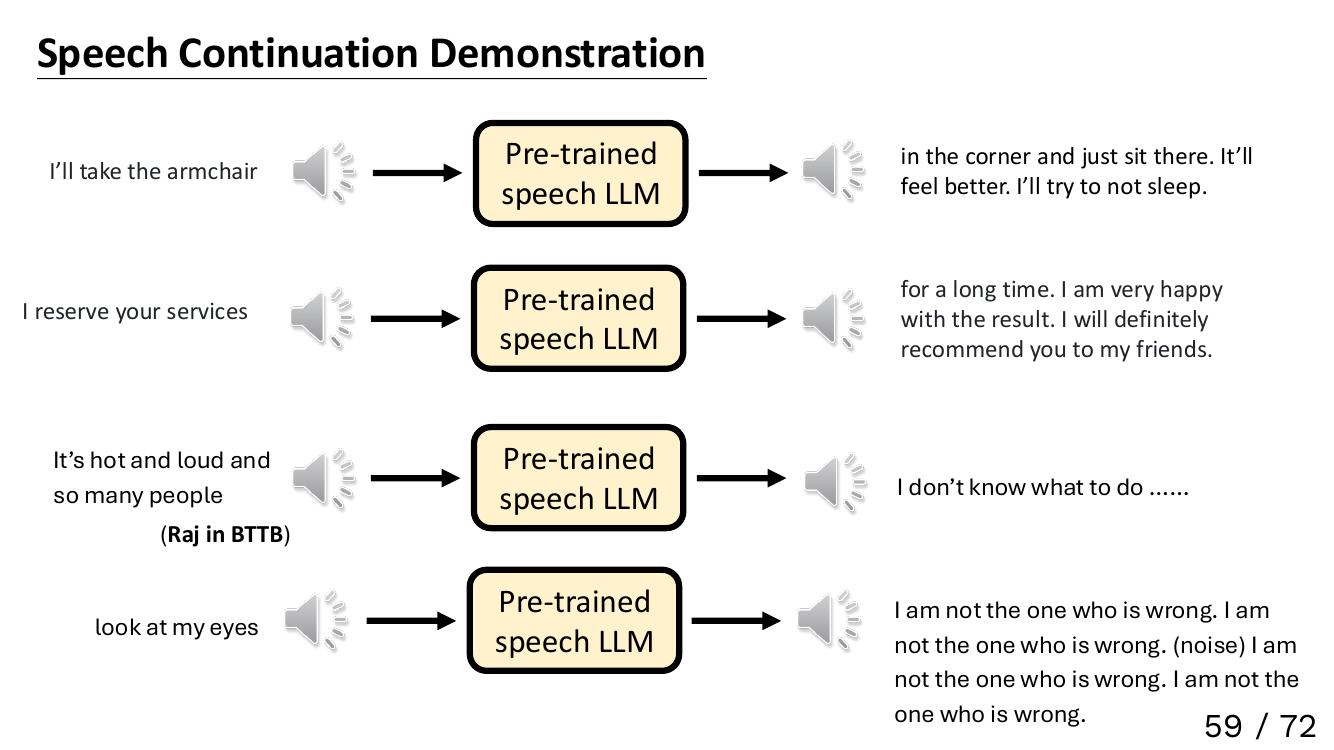 Speech Continuation Demonstration
I'll take the armchair
Pre-trained
speech LLM
in the corner and just sit there. It'll
feel better. I'll try to not sleep.
I reserve your services
Pre-trained
speech LLM
for a long time. I am very happy
with the result. I will definitely
recommend you to my friends.
It's hot and loud and
so many people
(Raj in BTTB)
Pre-trained
speech LLM
I don't know what to do ......
look at my eyes
Pre-trained
speech LLM
I am not the one who is wrong. I am
not the one who is wrong. (noise) I am
not the one who is wrong. I am not the
one who is wrong.
59 / 72